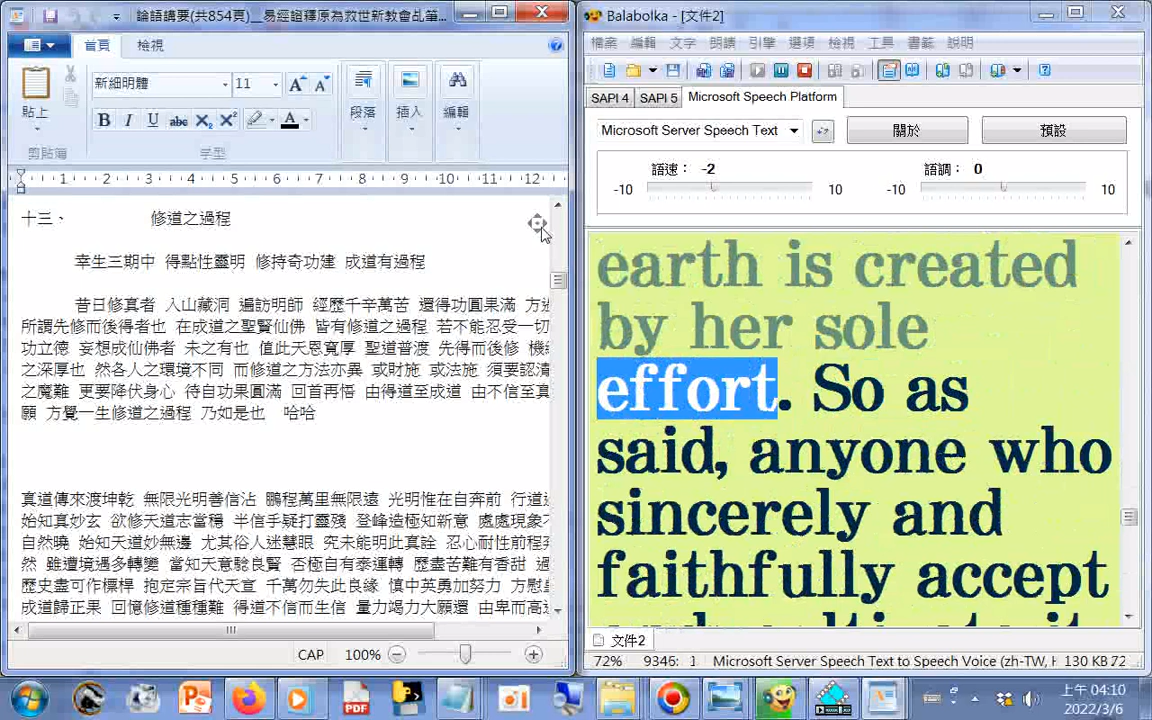 論語講要(共854頁)__易經證釋原為救世新教會乩筆...
首頁
檢視
貼上
剪貼簿
新細明體
11
字型
段落
插入
編輯
1 2 3 4 5 6 7 8 9 10 11 12
十三、 修道之過程
幸生三期中 得點性靈明 修持奇功建 成道有過程
昔日修真者 入山藏洞 遍訪明師 經歷千辛萬苦 還得功圓果滿 方
所謂先修而後得者也 在成道之聖賢仙佛 皆有修道之過程 若不能忍受一切
功立德 妄想成仙佛者 未之有也 值此天恩寬厚 聖道普渡 先得而後修 機
之深厚也 然各人之環境不同 而修道之方法亦異 或財施 或法施 須要認清
之魔難 更要降伏身心 待自功果圓滿 回首再悟 由得道至成道 由不信至真
願 方覺一生修道之過程 乃如是也 哈哈
真道傳來渡坤乾 無限光明善信沾 鵬程萬里無限遠 光明惟在自奔前 行道
始知真妙玄 欲修天道志當穩 半信乎疑打靈殘 登峰造極知新意 處處現象
自然曉 始知天道妙無邊 尤其俗人迷慧眼 究未能明此真詮 忍心耐性前程
然 雖遭境遇多轉變 當知天意驗良賢 否極自有泰運轉 歷盡苦難有香甜 過
歷史盡可作標桿 抱定宗旨代天宣 千萬勿失此良緣 慎中英勇加努力 方慰
成道歸正果 回憶修道種種難 得道不信而生信 量力竭力大願還 由卑而高
CAP 100%
Balabolka - [文件2]
檔案 編輯 文字 朗讀 引擎 選項 檢視 工具 書籤 說明
SAPI 4 SAPI 5 Microsoft Speech Platform
Microsoft Server Speech Text
關於
預設
語速： -2
語調： 0
-10 10 -10 10
earth is created
by her sole
effort. So as
said, anyone who
sincerely and
faithfully accept
文件2
72% 9346: 1 Microsoft Server Speech Text to Speech Voice (zh-TW, H 130 KB 72
PDF
上午 04:10
2022/3/6